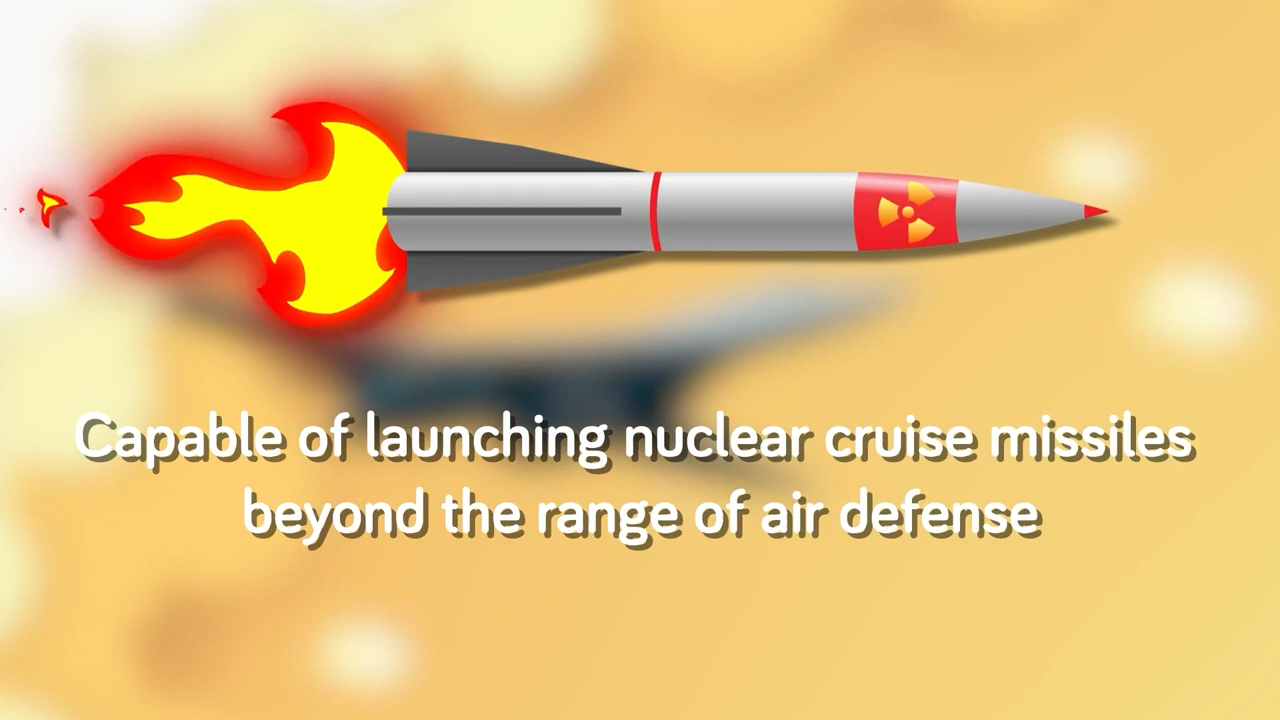 Capable of launching nuclear cruise missiles
beyond the range of air defense